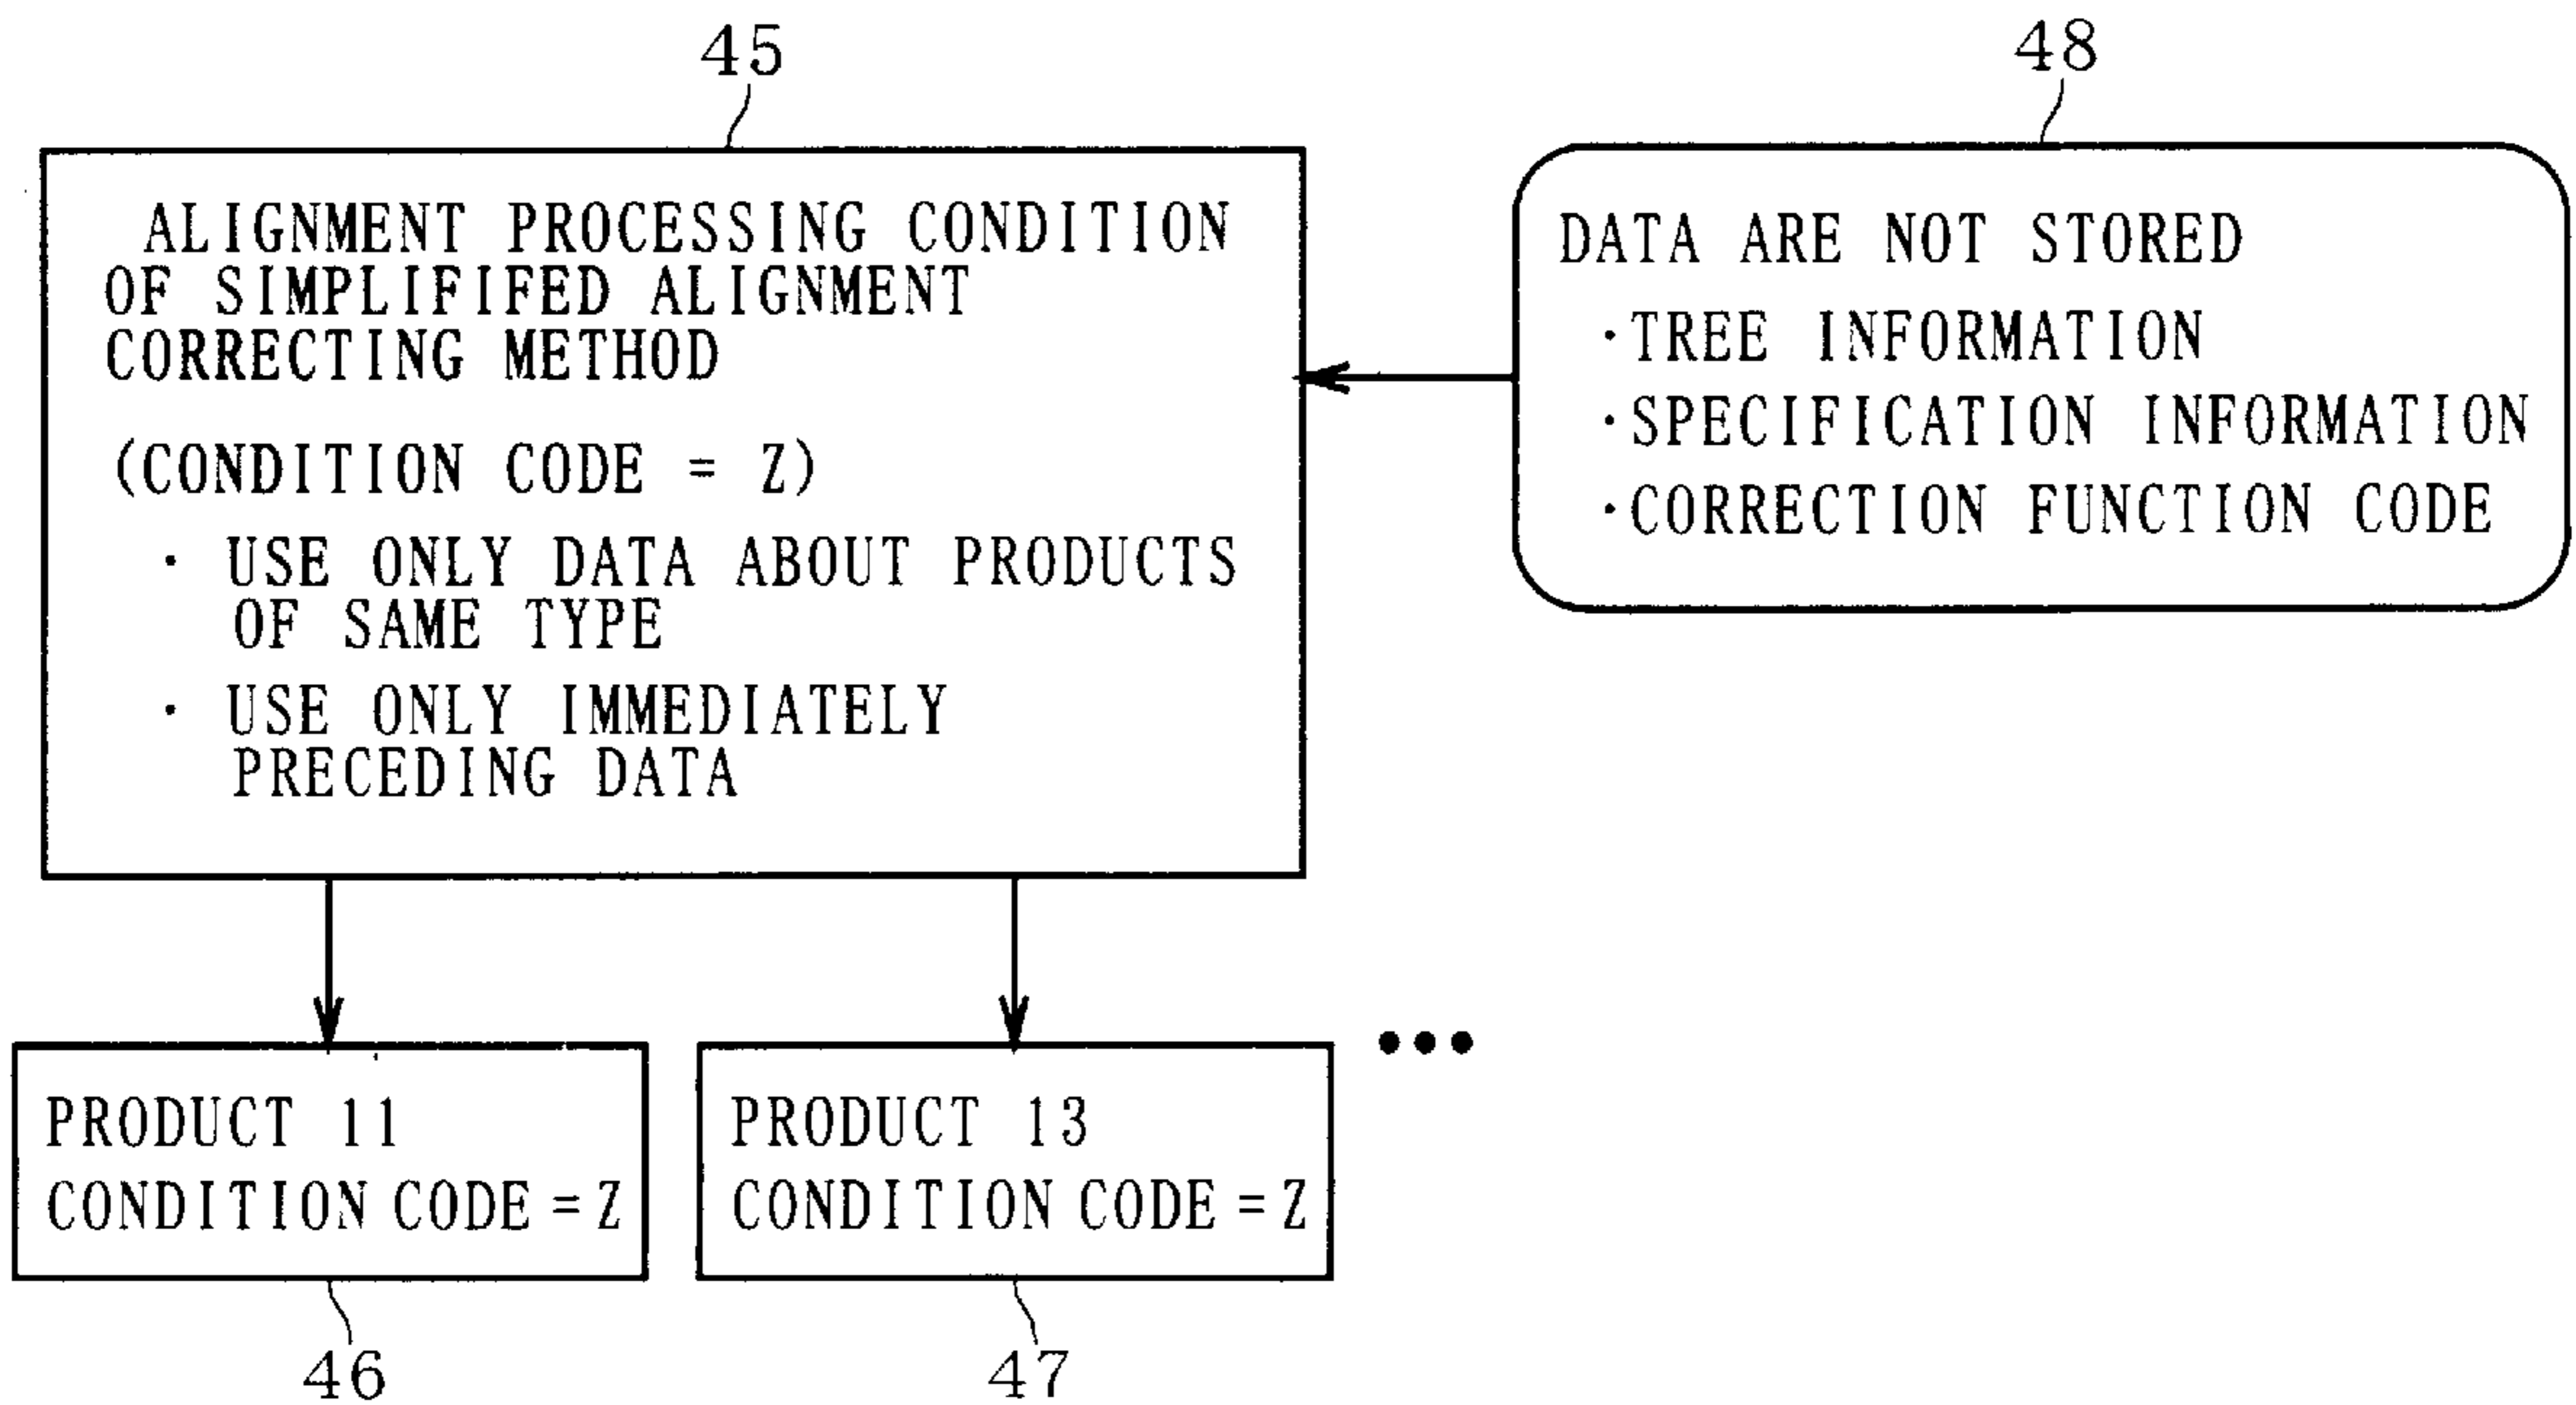 45
48
ALIGNMENT PROCESSING CONDITION
OF SIMPLIFIFED ALIGNMENT
CORRECTING METHOD
(CONDITION CODE = Z)
· USE ONLY DATA ABOUT PRODUCTS
OF SAME TYPE
· USE ONLY IMMEDIATELY
PRECEDING DATA
DATA ARE NOT STORED
·TREE INFORMATION
·SPECIFICATION INFORMATION
·CORRECTION FUNCTION CODE
PRODUCT 11
CONDITION CODE = Z
PRODUCT 13
CONDITION CODE = Z
•••
46
47